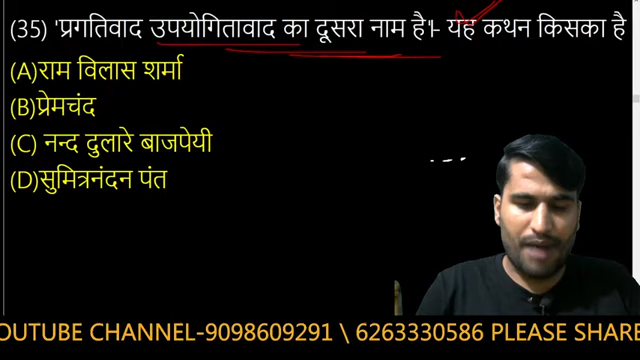 (35) 'प्रगतिवाद उपयोगितावाद का दूसरा नाम है'- यह कथन किसका है
(A)राम विलास शर्मा
(B)प्रेमचंद
(C) नन्द दुलारे बाजपेयी
(D)सुमित्रनंदन पंत
OUTUBE CHANNEL-9098609291 \ 6263330586 PLEASE SHARE